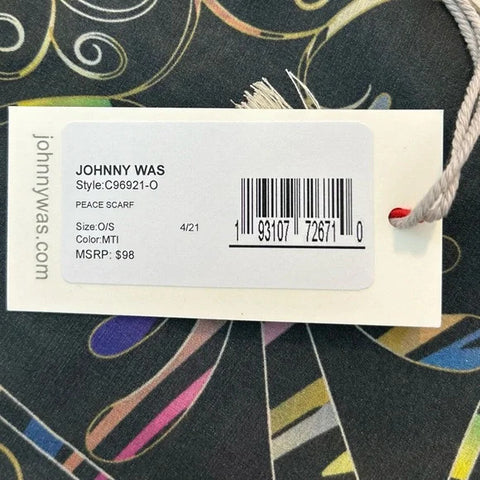 johnnywas.com
JOHNNY WAS
Style:C96921-O
PEACE SCARF
Size:O/S 4/21
Color:MTI
MSRP: $98
1 93107 72671 0